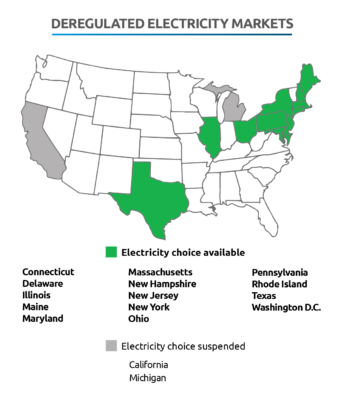 DEREGULATED ELECTRICITY MARKETS
Electricity choice available
Connecticut
Delaware
Illinois
Maine
Maryland
Massachusetts
New Hampshire
New Jersey
New York
Ohio
Pennsylvania
Rhode Island
Texas
Washington D.C.
Electricity choice suspended
California
Michigan